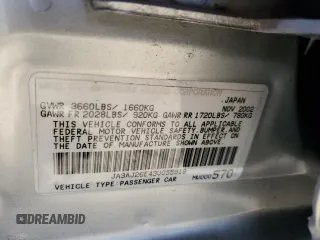 CORPORATION
JAPAN
GVWR 3660LBS/ 1660KG NOV 2002
GAWR FR 2028LBS/ 920KG GAWR RR 1720LBS/ 780KG
THIS VEHICLE CONFORMS TO ALL APPLICABLE
FEDERAL MOTOR VEHICLE SAFETY, BUMPER, AND
THEFT PREVENTION STANDARDS IN EFFECT ON
THE DATE OF MANUFACTURE SHOWN ABOVE.
VEHICLE TYPE: PASSENGER CAR MU000570